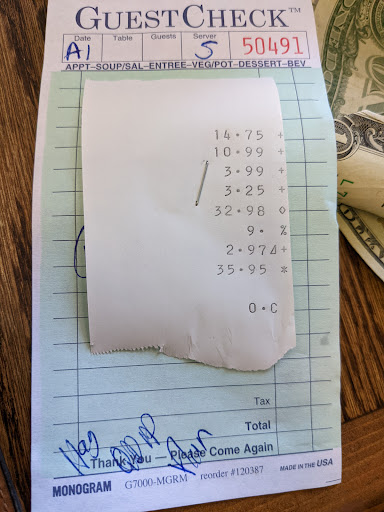 GUESTCHECK™
Date Table Guests Server
A1 5 50491
APPT-SOUP/SAL-ENTREE-VEG/POT-DESSERT-BEV
14.75 +
10.99 +
3.99 +
3.25 +
32.98 ◊
9. %
2.97Δ+
35.95 *
0.C
Tax
Total
Thank You — Please Come Again
MONOGRAM G7000-MGRM reorder #120387 MADE IN THE USA